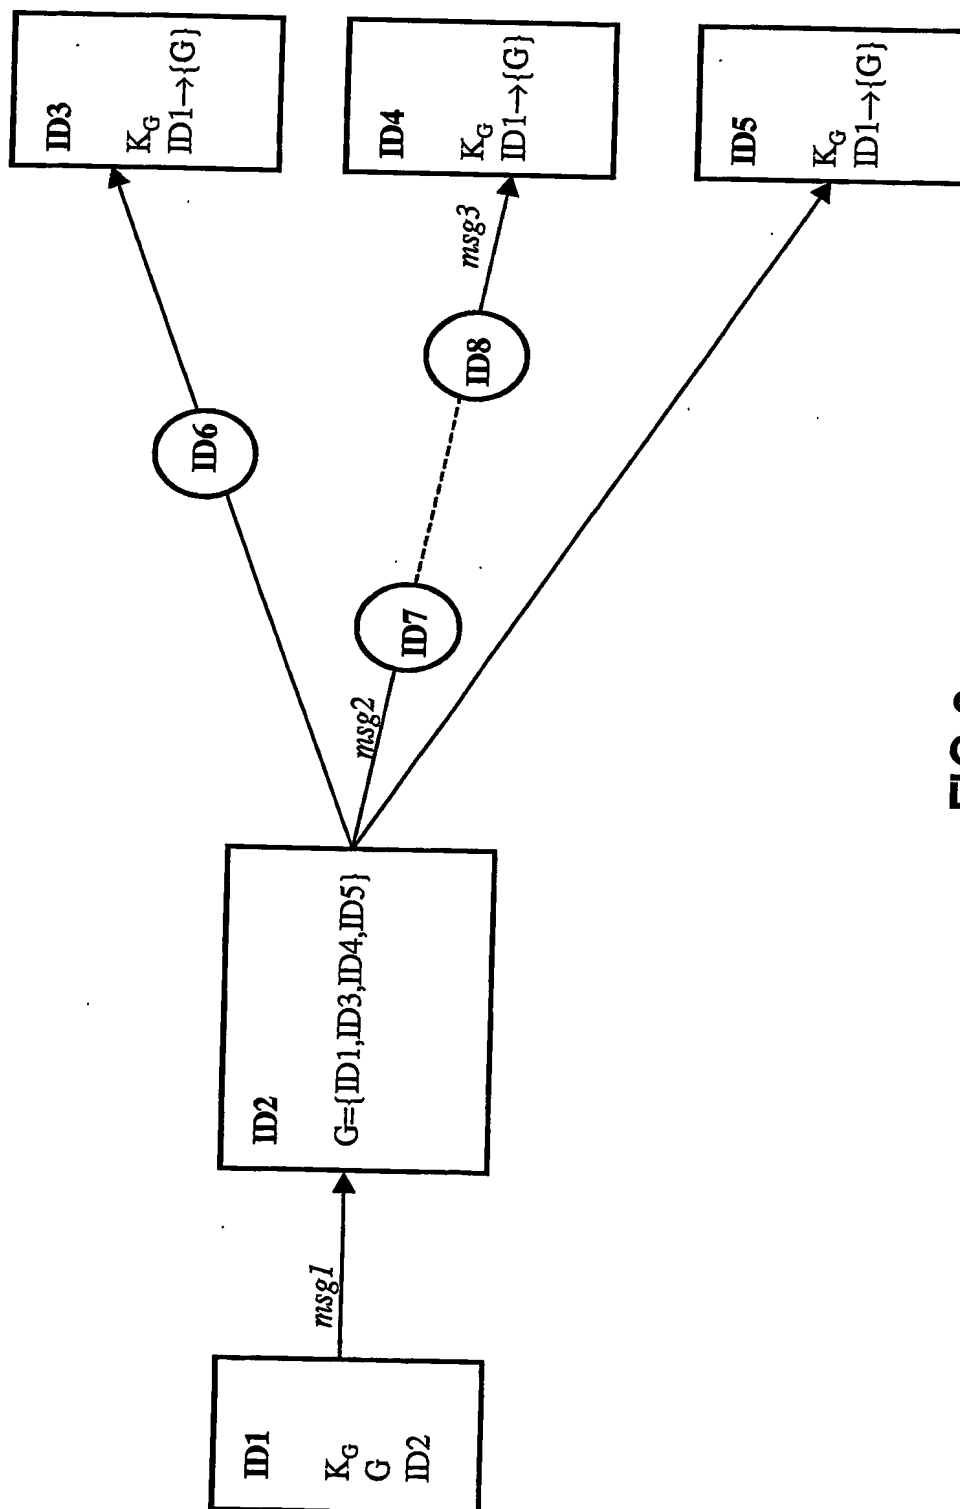 ID1
K_G
G
ID2
msg1
ID2
G={ID1,ID3,ID4,ID5}
msg2
ID7
ID6
ID8
msg3
ID3
K_G
ID1→{G}
ID4
K_G
ID1→{G}
ID5
K_G
ID1→{G}